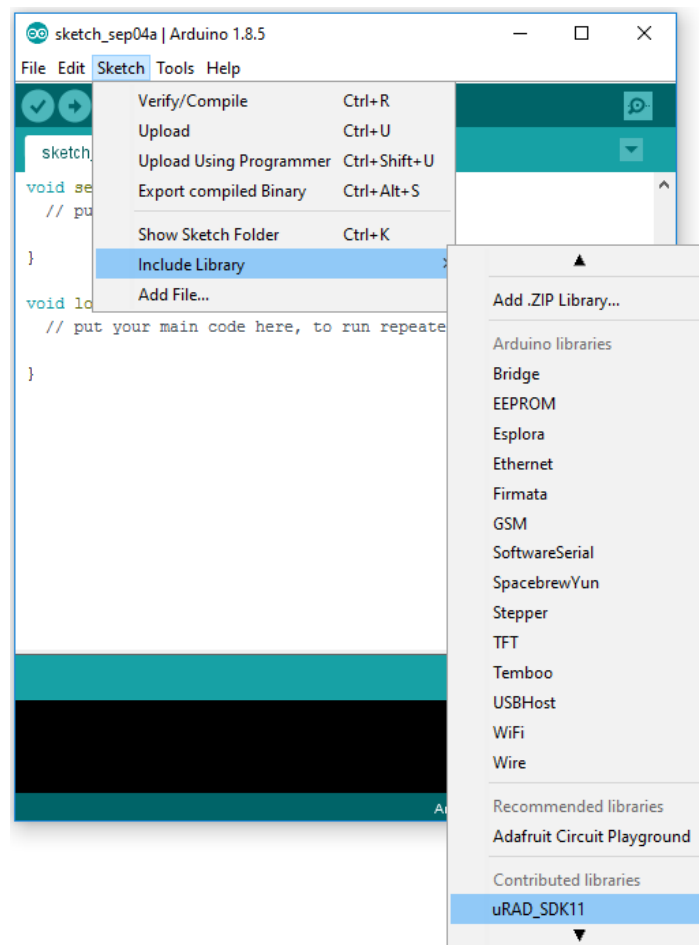 sketch_sep04a | Arduino 1.8.5
File Edit Sketch Tools Help
Verify/Compile Ctrl+R
Upload Ctrl+U
Upload Using Programmer Ctrl+Shift+U
Export compiled Binary Ctrl+Alt+S
Show Sketch Folder Ctrl+K
Include Library
Add File...
sketch_
void se
// pu
}
void lo
// put your main code here, to run repeate
}
Add .ZIP Library...
Arduino libraries
Bridge
EEPROM
Esplora
Ethernet
Firmata
GSM
SoftwareSerial
SpacebrewYun
Stepper
TFT
Temboo
USBHost
WiFi
Wire
Recommended libraries
Adafruit Circuit Playground
Contributed libraries
uRAD_SDK11